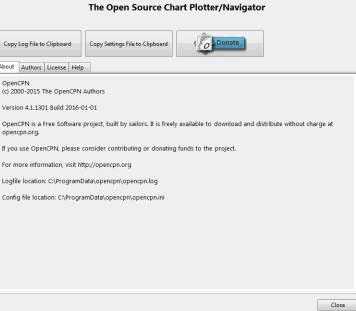 The Open Source Chart Plotter/Navigator
Copy Log File to Clipboard
Copy Settings File to Clipboard
Donate
About Authors License Help
OpenCPN
(c) 2000-2015 The OpenCPN Authors
Version 4.1.1301 Build 2016-01-01
OpenCPN is a Free Software project, built by sailors. It is freely available to download and distribute without charge at
opencpn.org.
If you use OpenCPN, please consider contributing or donating funds to the project.
For more information, visit http://opencpn.org
Logfile location: C:\ProgramData\opencpn\opencpn.log
Config file location: C:\ProgramData\opencpn\opencpn.ini
Close